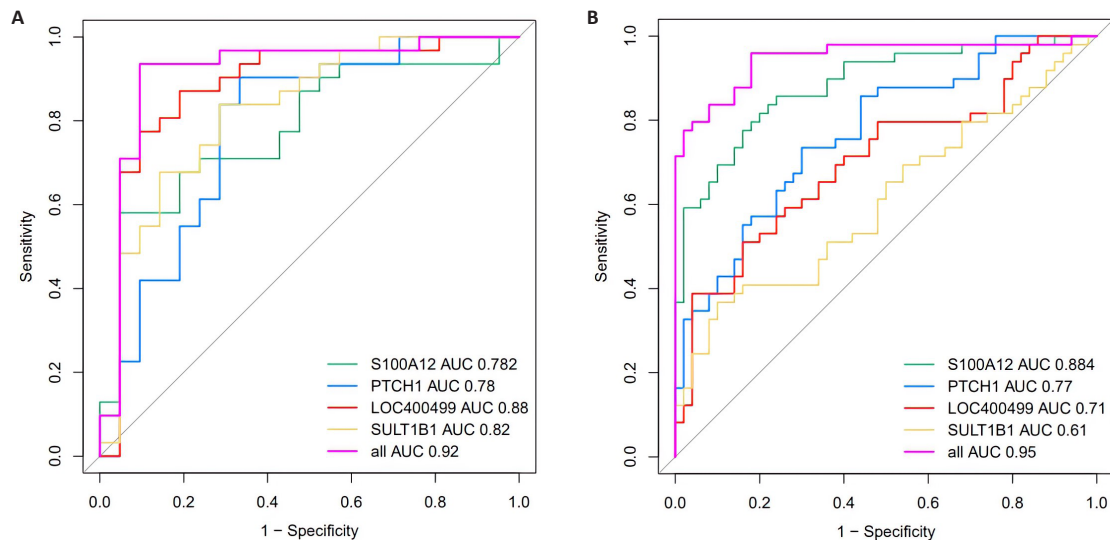 A
1.0
0.8
0.6
0.4
0.2
0.0
Sensitivity
S100A12 AUC 0.782
PTCH1 AUC 0.78
LOC400499 AUC 0.88
SULT1B1 AUC 0.82
all AUC 0.92
0.0 0.2 0.4 0.6 0.8 1.0
1 − Specificity
B
1.0
0.8
0.6
0.4
0.2
0.0
Sensitivity
S100A12 AUC 0.884
PTCH1 AUC 0.77
LOC400499 AUC 0.71
SULT1B1 AUC 0.61
all AUC 0.95
0.0 0.2 0.4 0.6 0.8 1.0
1 − Specificity